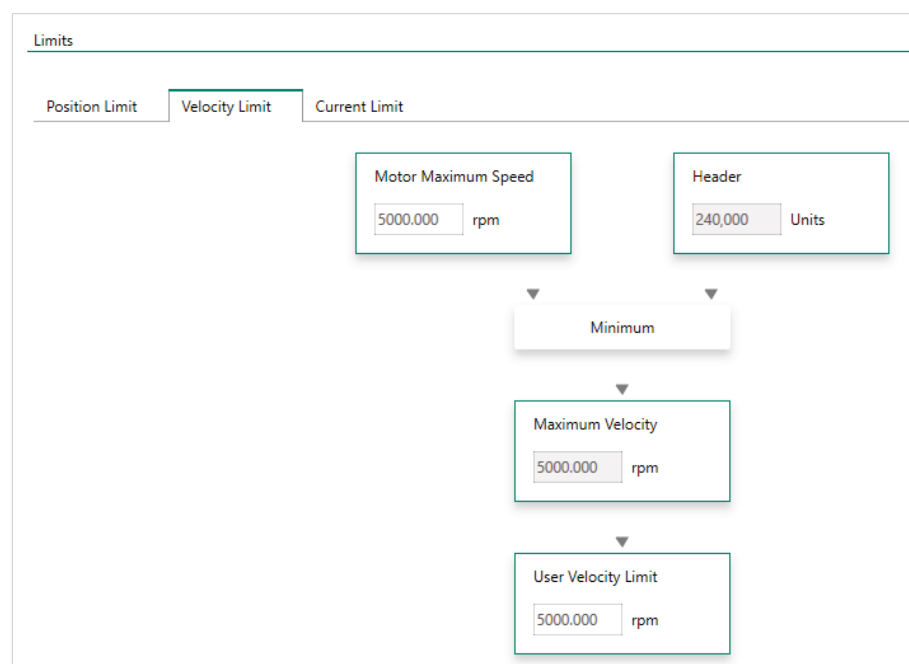 Limits
Position Limit Velocity Limit Current Limit
Motor Maximum Speed
5000.000 rpm
Header
240,000 Units
Minimum
Maximum Velocity
5000.000 rpm
User Velocity Limit
5000.000 rpm